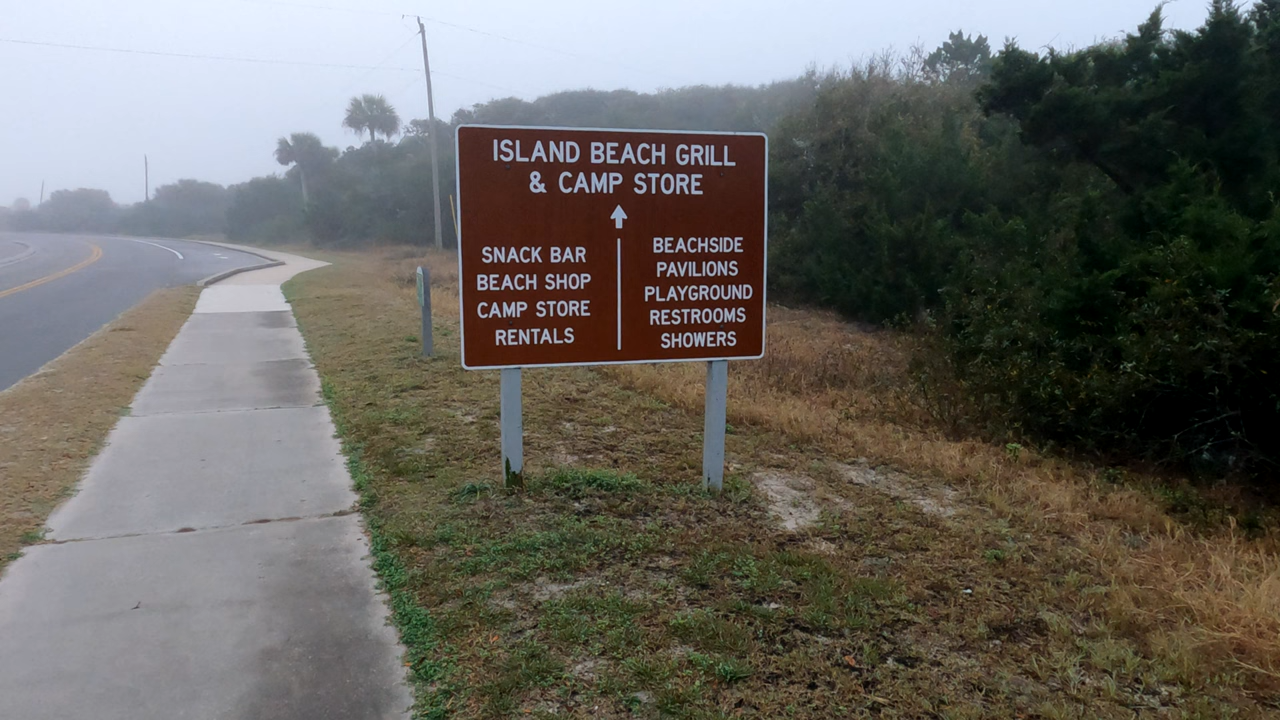 ISLAND BEACH GRILL
& CAMP STORE
SNACK BAR
BEACH SHOP
CAMP STORE
RENTALS
BEACHSIDE
PAVILIONS
PLAYGROUND
RESTROOMS
SHOWERS